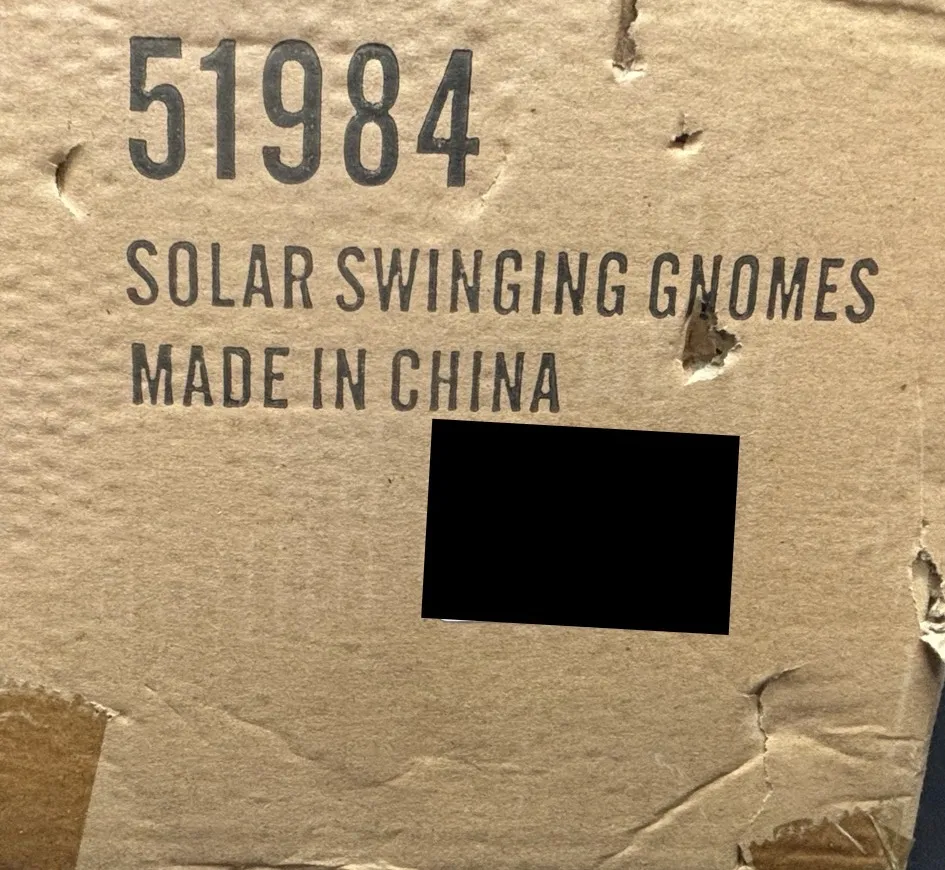 51984
SOLAR SWINGING GNOMES
MADE IN CHINA